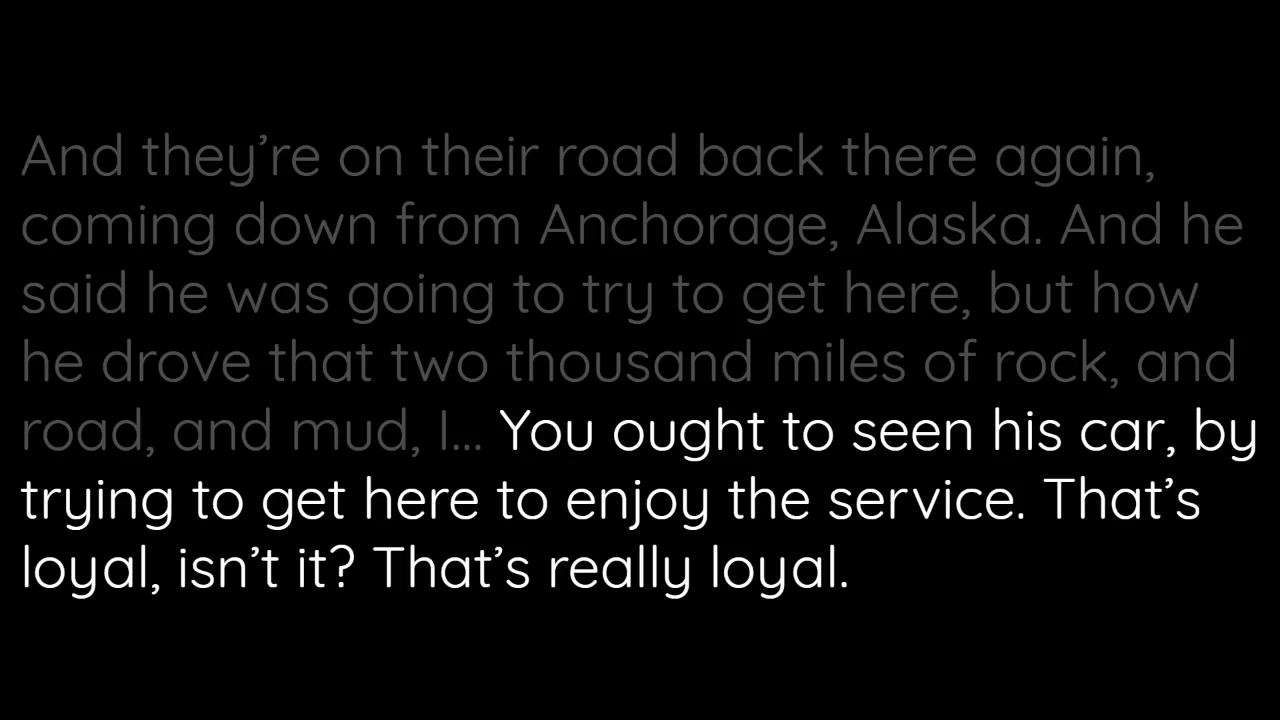 And they’re on their road back there again,
coming down from Anchorage, Alaska. And he
said he was going to try to get here, but how
he drove that two thousand miles of rock, and
road, and mud, I... You ought to seen his car, by
trying to get here to enjoy the service. That’s
loyal, isn’t it? That’s really loyal.